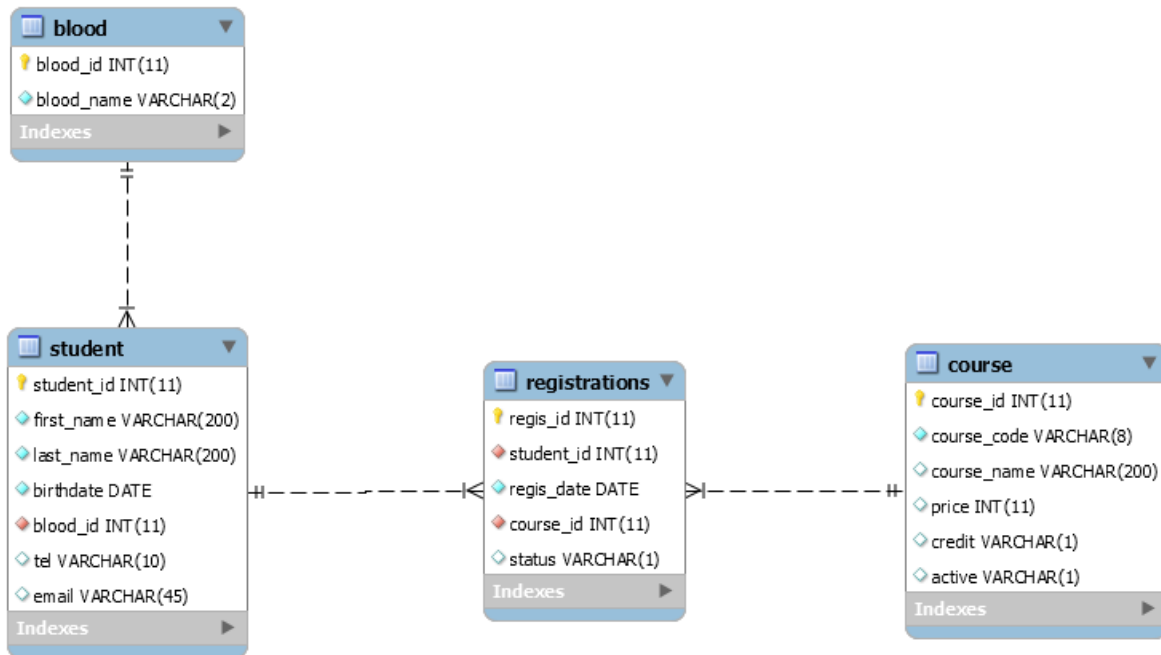 blood
blood_id INT(11)
blood_name VARCHAR(2)
Indexes
student
student_id INT(11)
first_name VARCHAR(200)
last_name VARCHAR(200)
birthdate DATE
blood_id INT(11)
tel VARCHAR(10)
email VARCHAR(45)
Indexes
registrations
regis_id INT(11)
student_id INT(11)
regis_date DATE
course_id INT(11)
status VARCHAR(1)
Indexes
course
course_id INT(11)
course_code VARCHAR(8)
course_name VARCHAR(200)
price INT(11)
credit VARCHAR(1)
active VARCHAR(1)
Indexes